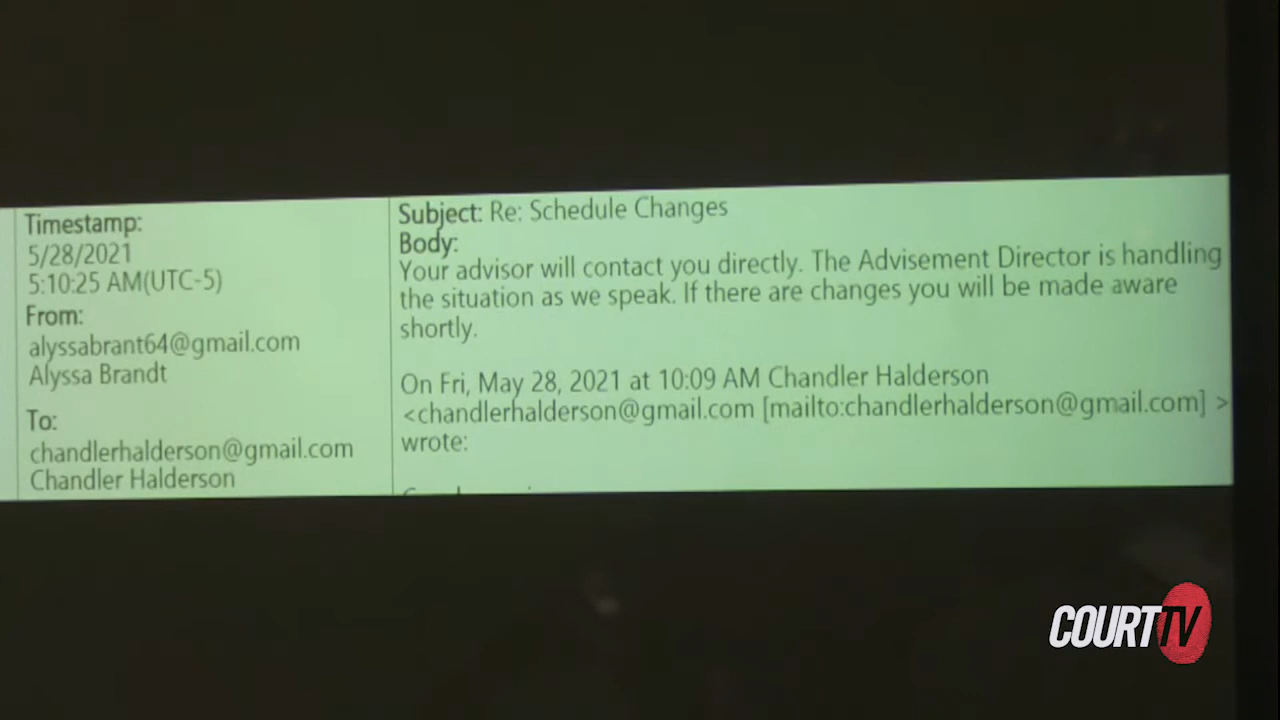 Timestamp:
5/28/2021
5:10:25 AM(UTC-5)
From:
alyssabrant64@gmail.com
Alyssa Brandt
To:
chandlerhalderson@gmail.com
Chandler Halderson
Subject: Re: Schedule Changes
Body:
Your advisor will contact you directly. The Advisement Director is handling
the situation as we speak. If there are changes you will be made aware
shortly.
On Fri, May 28, 2021 at 10:09 AM Chandler Halderson
<chandlerhalderson@gmail.com [mailto:chandlerhalderson@gmail.com] >
wrote:
COURT TV